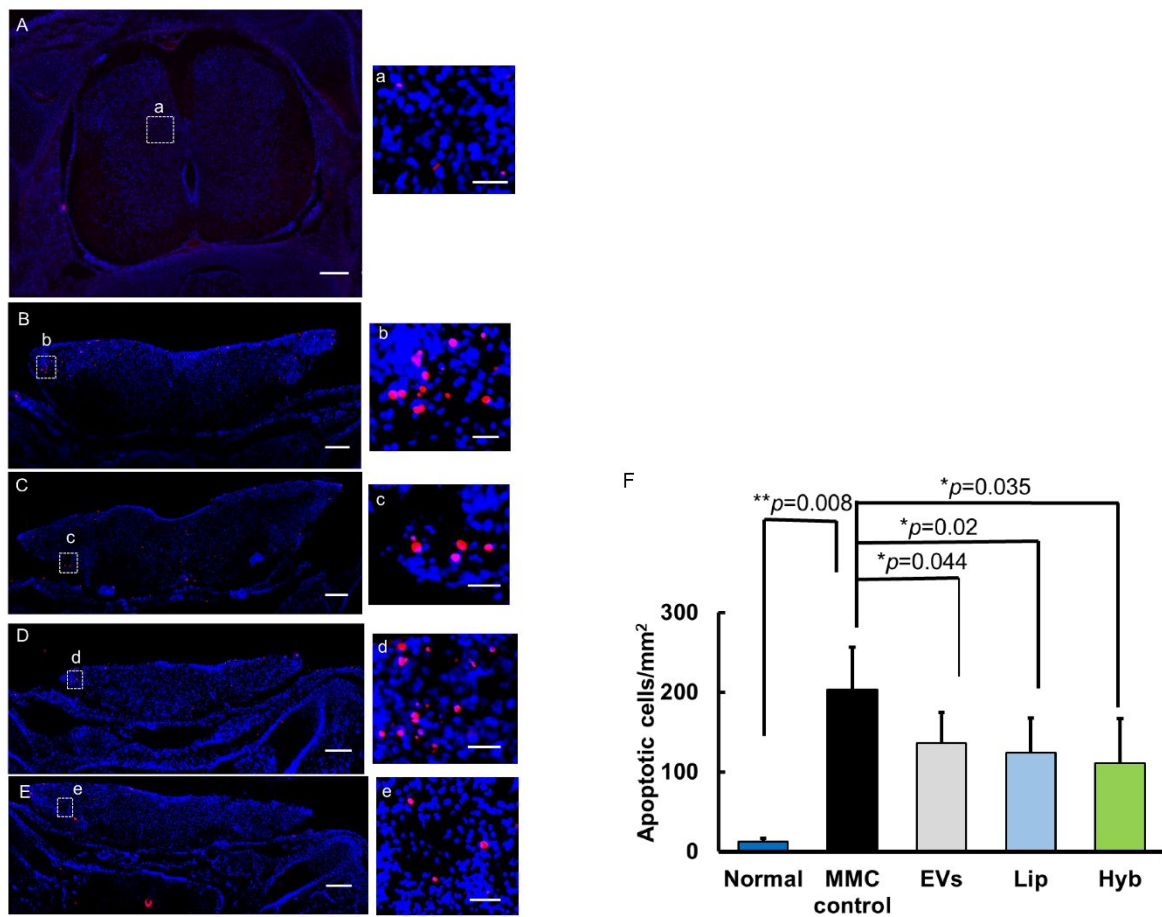 A
a
a
B
b
b
C
c
c
D
d
d
E
e
e
F
**p=0.008
*p=0.035
*p=0.02
*p=0.044
Apoptotic cells/mm²
300
200
100
0
Normal
MMC
control
EVs
Lip
Hyb